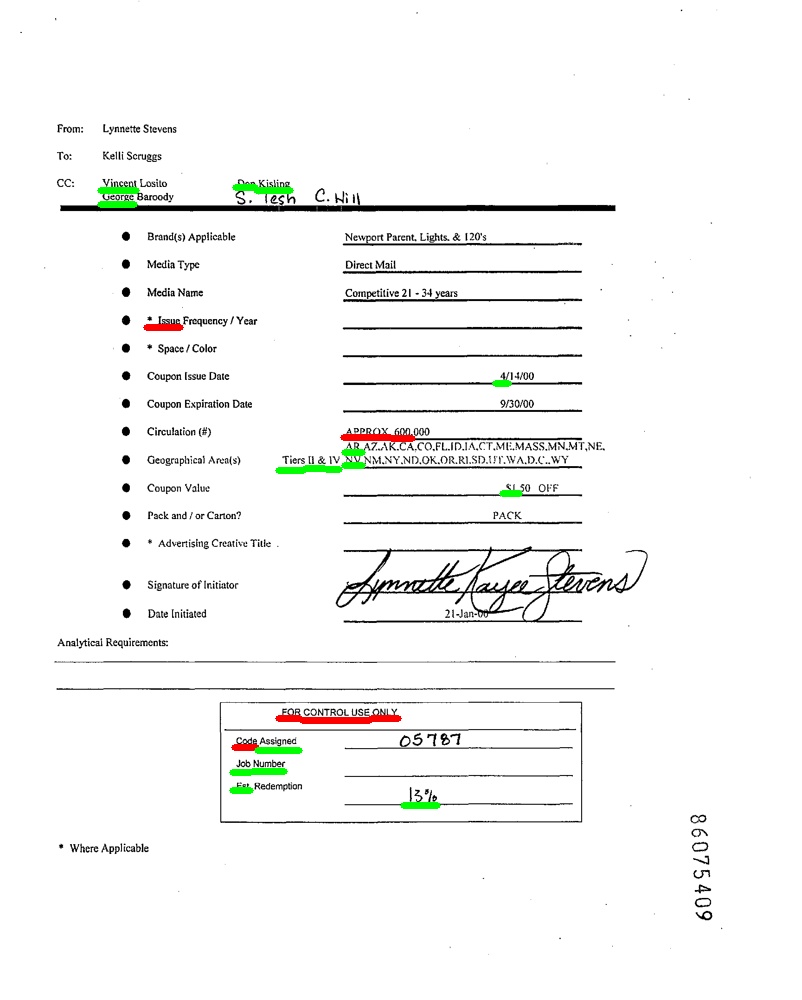 From: Lynnette Stevens
To: Kelli Scruggs
CC: Vincent Losito Don Kisling
George Baroody S. Tesh C. Hill
Brand(s) Applicable Newport Parent, Lights, & 120's
Media Type Direct Mail
Media Name Competitive 21 - 34 years
* Issue Frequency / Year
* Space / Color
Coupon Issue Date 4/14/00
Coupon Expiration Date 9/30/00
Circulation (#) APPROX. 600,000
AR,AZ,AK,CA,CO,FL,ID,IA,CT,ME,MASS,MN,MT,NE,
Geographical Area(s) Tiers II & IV NV,NM,NY,ND,OK,OR,RI,SD,UT,WA,D.C.,WY
Coupon Value $1.50 OFF
Pack and / or Carton? PACK
* Advertising Creative Title
Signature of Initiator Lynnette Kayee Stevens
Date Initiated 21-Jan-00
Analytical Requirements:
FOR CONTROL USE ONLY
Code Assigned 05787
Job Number
Est. Redemption 13%
* Where Applicable
86075409